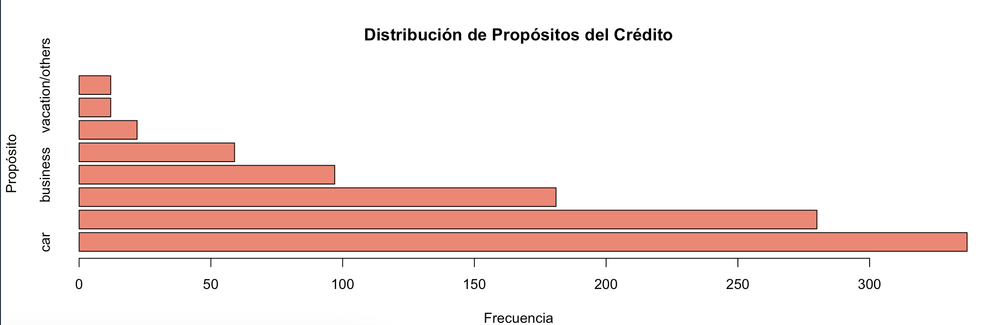 Distribución de Propósitos del Crédito
Propósito
vacation/others
business
car
0 50 100 150 200 250 300
Frecuencia